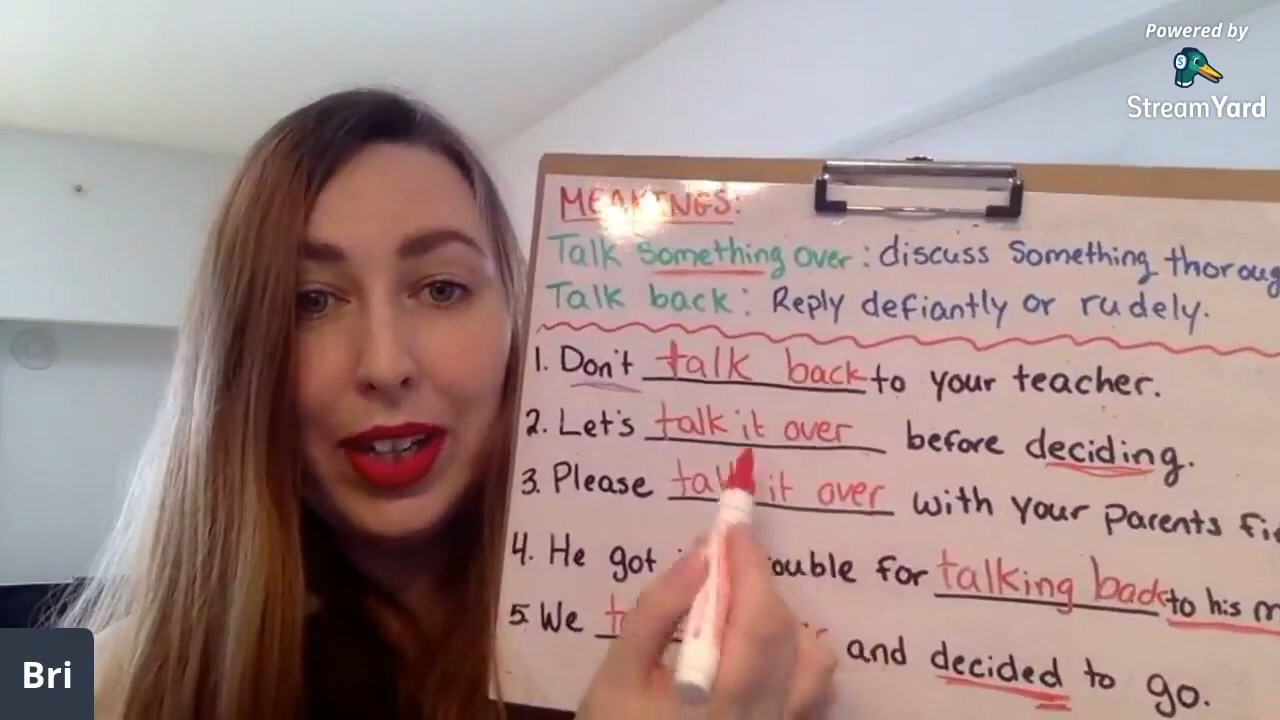 Powered by
StreamYard
MEANINGS:
Talk something over: discuss something thoroug
Talk back: Reply defiantly or rudely.
1. Don't talk back to your teacher.
2. Let's talk it over before deciding.
3. Please talk it over with your parents fi
4. He got ouble for talking back to his m
5. We and decided to go.
Bri